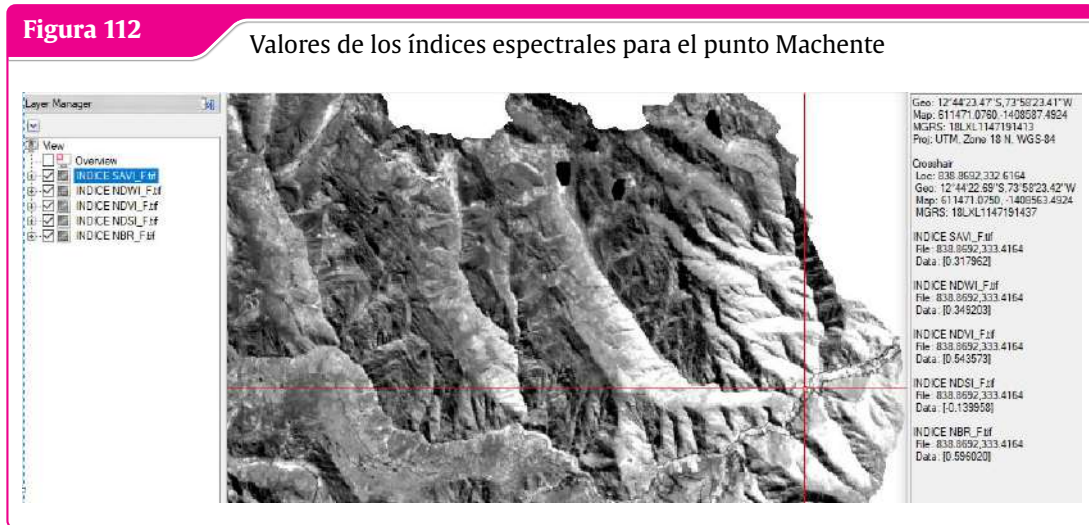 Figura 112
Valores de los índices espectrales para el punto Machente
Layer Manager
View
Overview
INDICE SAVI_F.tif
INDICE NDWI_F.tif
INDICE NDVI_F.tif
INDICE NDSI_F.tif
INDICE NBR_F.tif
Geo: 12°44'23.47"S,73°58'23.41"W
Map: 611471.0760,-1408587.4924
MGRS: 18LXL1147191413
Proj: UTM, Zone 18 N, WGS-84
Crosshair
Loc: 838.8692,332.6164
Geo: 12°44'22.69"S,73°58'23.42"W
Map: 611471.0750,-1408563.4924
MGRS: 18LXL1147191437
INDICE SAVI_F.tif
File: 838.8692,333.4164
Data: [0.317962]
INDICE NDWI_F.tif
File: 838.8692,333.4164
Data: [0.349203]
INDICE NDVI_F.tif
File: 838.8692,333.4164
Data: [0.543573]
INDICE NDSI_F.tif
File: 838.8692,333.4164
Data: [-0.139958]
INDICE NBR_F.tif
File: 838.8692,333.4164
Data: [0.596020]